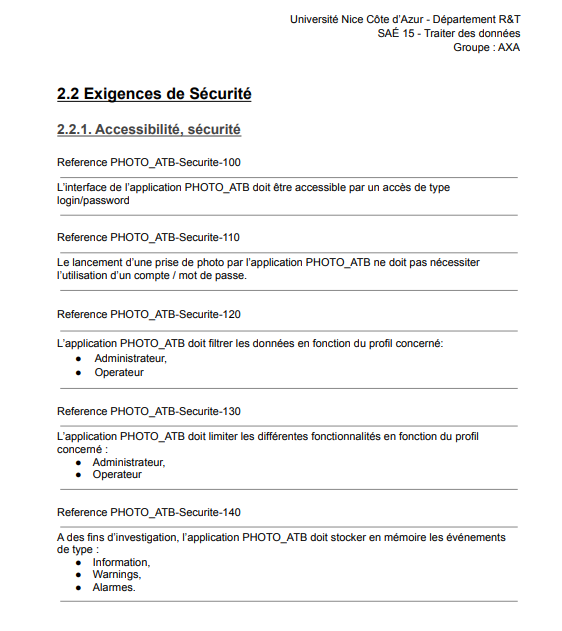 Université Nice Côte d'Azur - Département R&T
SAÉ 15 - Traiter des données
Groupe : AXA
2.2 Exigences de Sécurité
2.2.1. Accessibilité, sécurité
Reference PHOTO_ATB-Securite-100
L'interface de l'application PHOTO_ATB doit être accessible par un accès de type
login/password
Reference PHOTO_ATB-Securite-110
Le lancement d'une prise de photo par l'application PHOTO_ATB ne doit pas nécessiter
l'utilisation d'un compte / mot de passe.
Reference PHOTO_ATB-Securite-120
L'application PHOTO_ATB doit filtrer les données en fonction du profil concerné:
● Administrateur,
● Operateur
Reference PHOTO_ATB-Securite-130
L'application PHOTO_ATB doit limiter les différentes fonctionnalités en fonction du profil
concerné :
● Administrateur,
● Operateur
Reference PHOTO_ATB-Securite-140
A des fins d'investigation, l'application PHOTO_ATB doit stocker en mémoire les événements
de type :
● Information,
● Warnings,
● Alarmes.